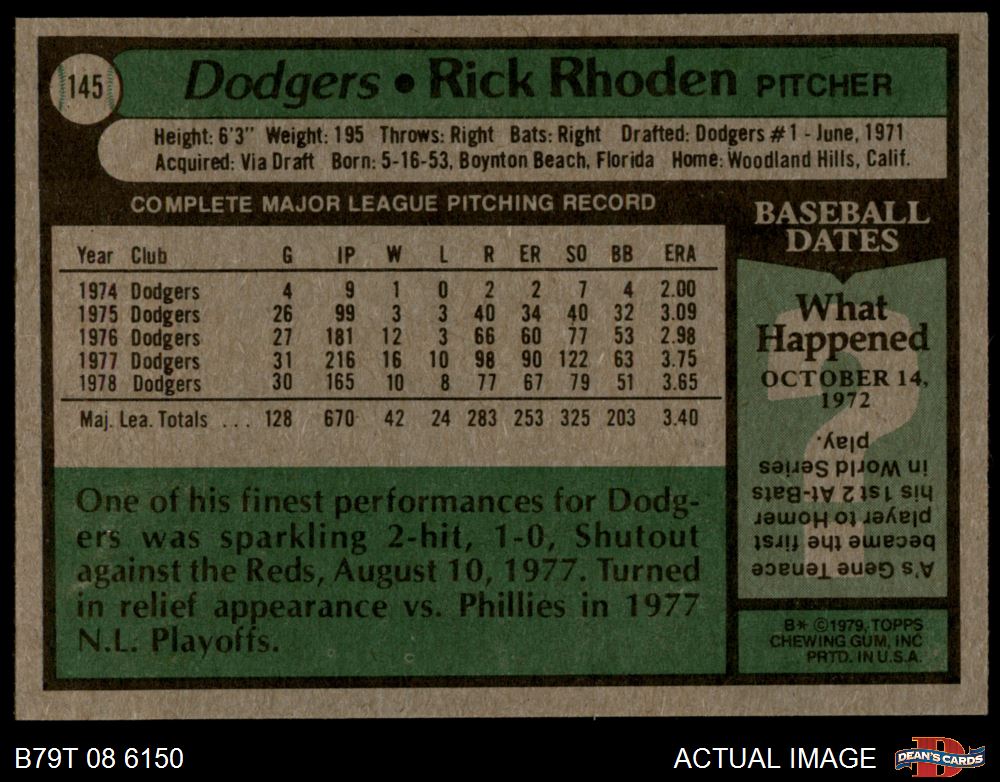 145
Dodgers • Rick Rhoden PITCHER
Height: 6'3" Weight: 195 Throws: Right Bats: Right Drafted: Dodgers #1 - June, 1971
Acquired: Via Draft Born: 5-16-53, Boynton Beach, Florida Home: Woodland Hills, Calif.
COMPLETE MAJOR LEAGUE PITCHING RECORD
Year Club G IP W L R ER SO BB ERA
1974 Dodgers 4 9 1 0 2 2 7 4 2.00
1975 Dodgers 26 99 3 3 40 34 40 32 3.09
1976 Dodgers 27 181 12 3 66 60 77 53 2.98
1977 Dodgers 31 216 16 10 98 90 122 63 3.75
1978 Dodgers 30 165 10 8 77 67 79 51 3.65
Maj. Lea. Totals ... 128 670 42 24 283 253 325 203 3.40
One of his finest performances for Dodg-
ers was sparkling 2-hit, 1-0, Shutout
against the Reds, August 10, 1977. Turned
in relief appearance vs. Phillies in 1977
N.L. Playoffs.
BASEBALL
DATES
What
Happened
OCTOBER 14,
1972
A's Gene Tenace
became the first
player to Homer
his 1st 2 At-Bats
in World Series
play.
B* ©1979, TOPPS
CHEWING GUM, INC
PRTD. IN U.S.A.
B79T 08 6150
ACTUAL IMAGE
DEAN'S CARDS